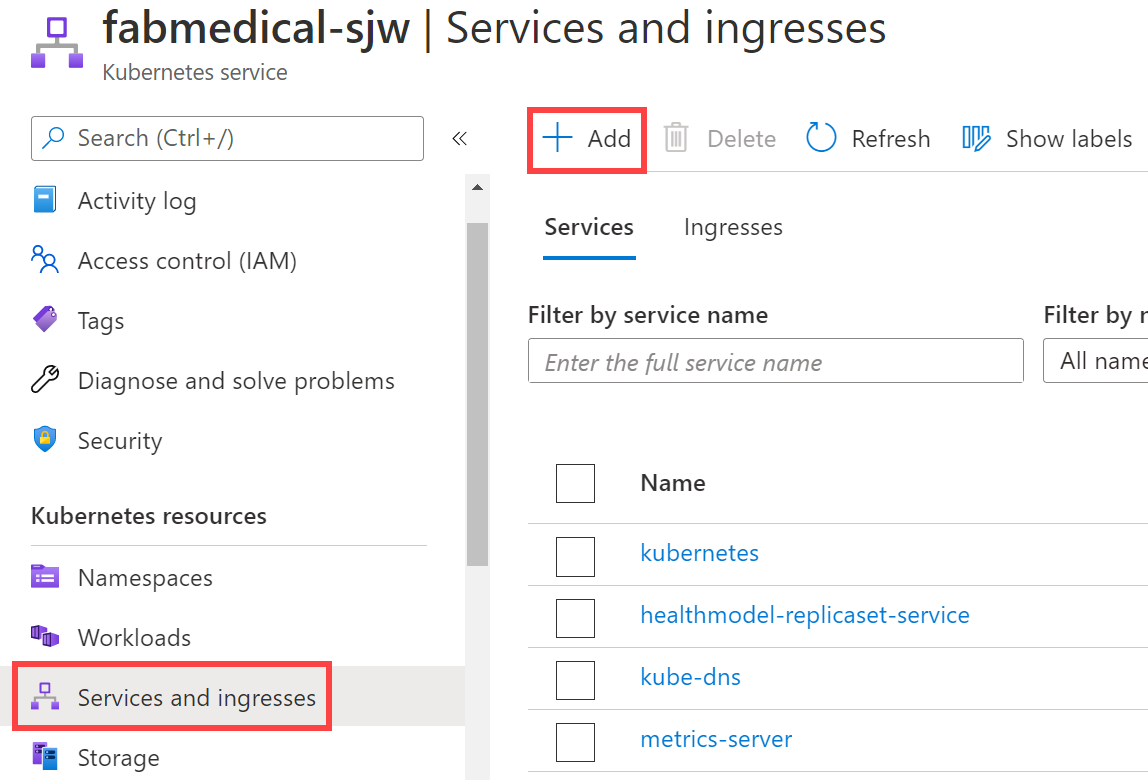 fabmedical-sjw | Services and ingresses
Kubernetes service
Search (Ctrl+/)
«
Activity log
Access control (IAM)
Tags
Diagnose and solve problems
Security
Kubernetes resources
Namespaces
Workloads
Services and ingresses
Storage
Add
Delete
Refresh
Show labels
Services
Ingresses
Filter by service name
Enter the full service name
Filter by n
All name
Name
kubernetes
healthmodel-replicaset-service
kube-dns
metrics-server